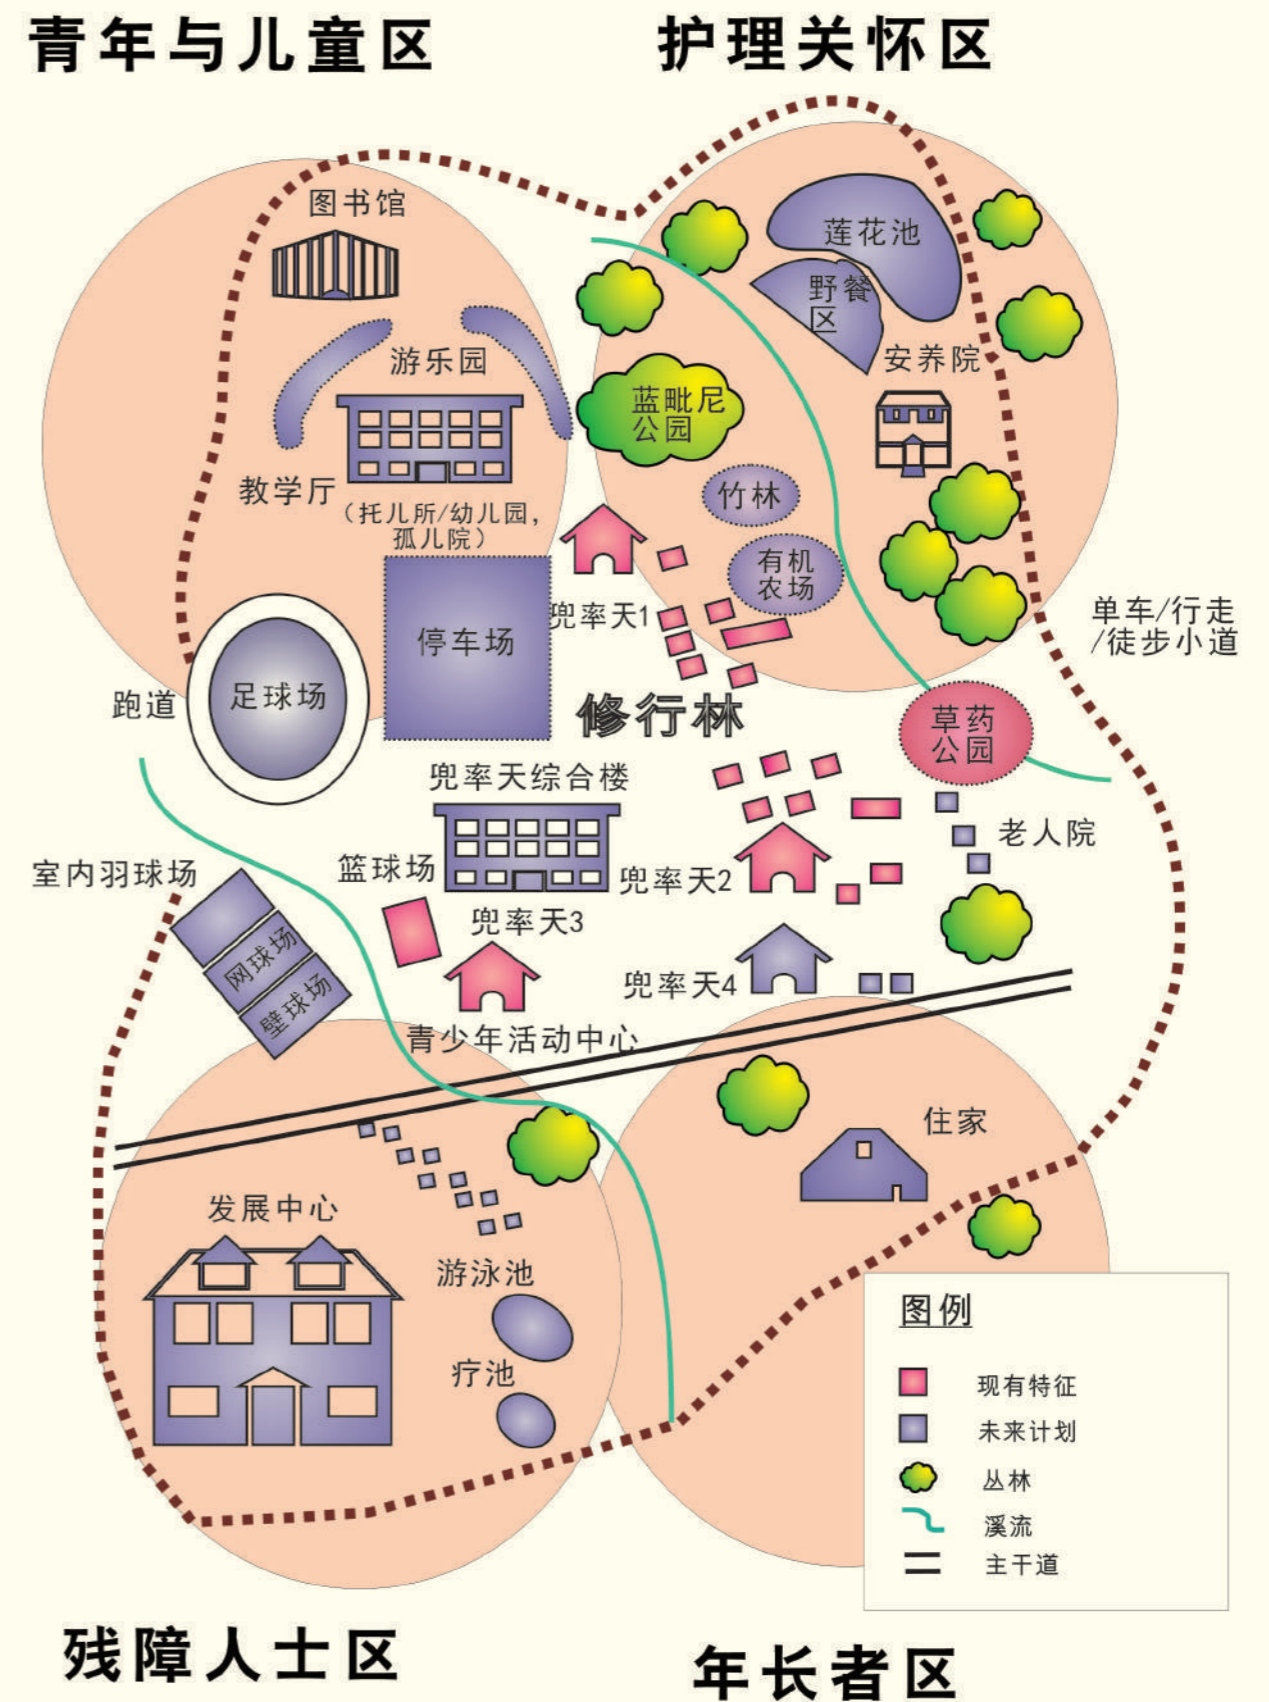 青年与儿童区
护理关怀区
图书馆
莲花池
野餐
区
游乐园
安养院
蓝毗尼
公园
教学厅
（托儿所/幼儿园，
孤儿院）
竹林
有机
农场
兜率天1
单车/行走
/徒步小道
停车场
足球场
跑道
修行林
草药
公园
兜率天综合楼
老人院
室内羽球场
篮球场
兜率天2
兜率天3
网球场
壁球场
兜率天4
青少年活动中心
住家
发展中心
游泳池
疗池
图例
现有特征
未来计划
丛林
溪流
主干道
残障人士区
年长者区